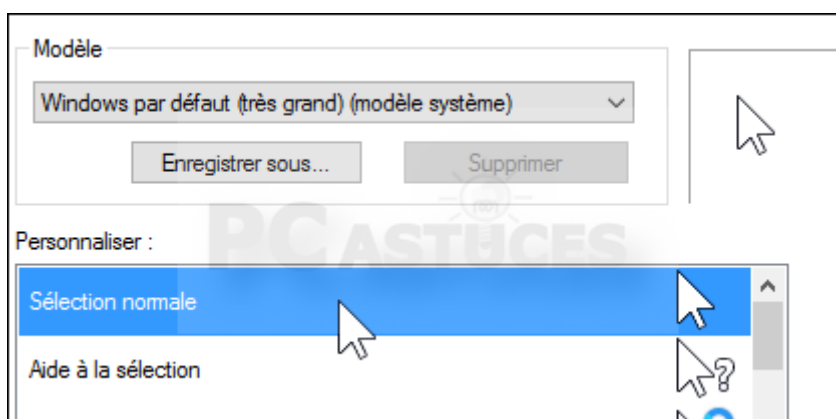 Modèle
Windows par défaut (très grand) (modèle système)
Enregistrer sous... Supprimer
PC ASTUCES
Personnaliser :
Sélection normale
Aide à la sélection